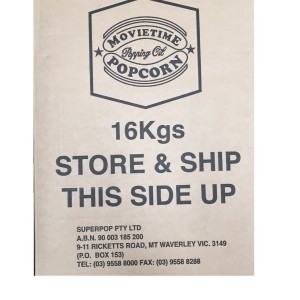 MOVIETIME
Popping Oil
POPCORN
16Kgs
STORE & SHIP
THIS SIDE UP
SUPERPOP PTY LTD
A.B.N. 90 003 185 200
9-11 RICKETTS ROAD, MT WAVERLEY VIC. 3149
(P.O. BOX 153)
TEL: (03) 9558 8000 FAX: (03) 9558 8288